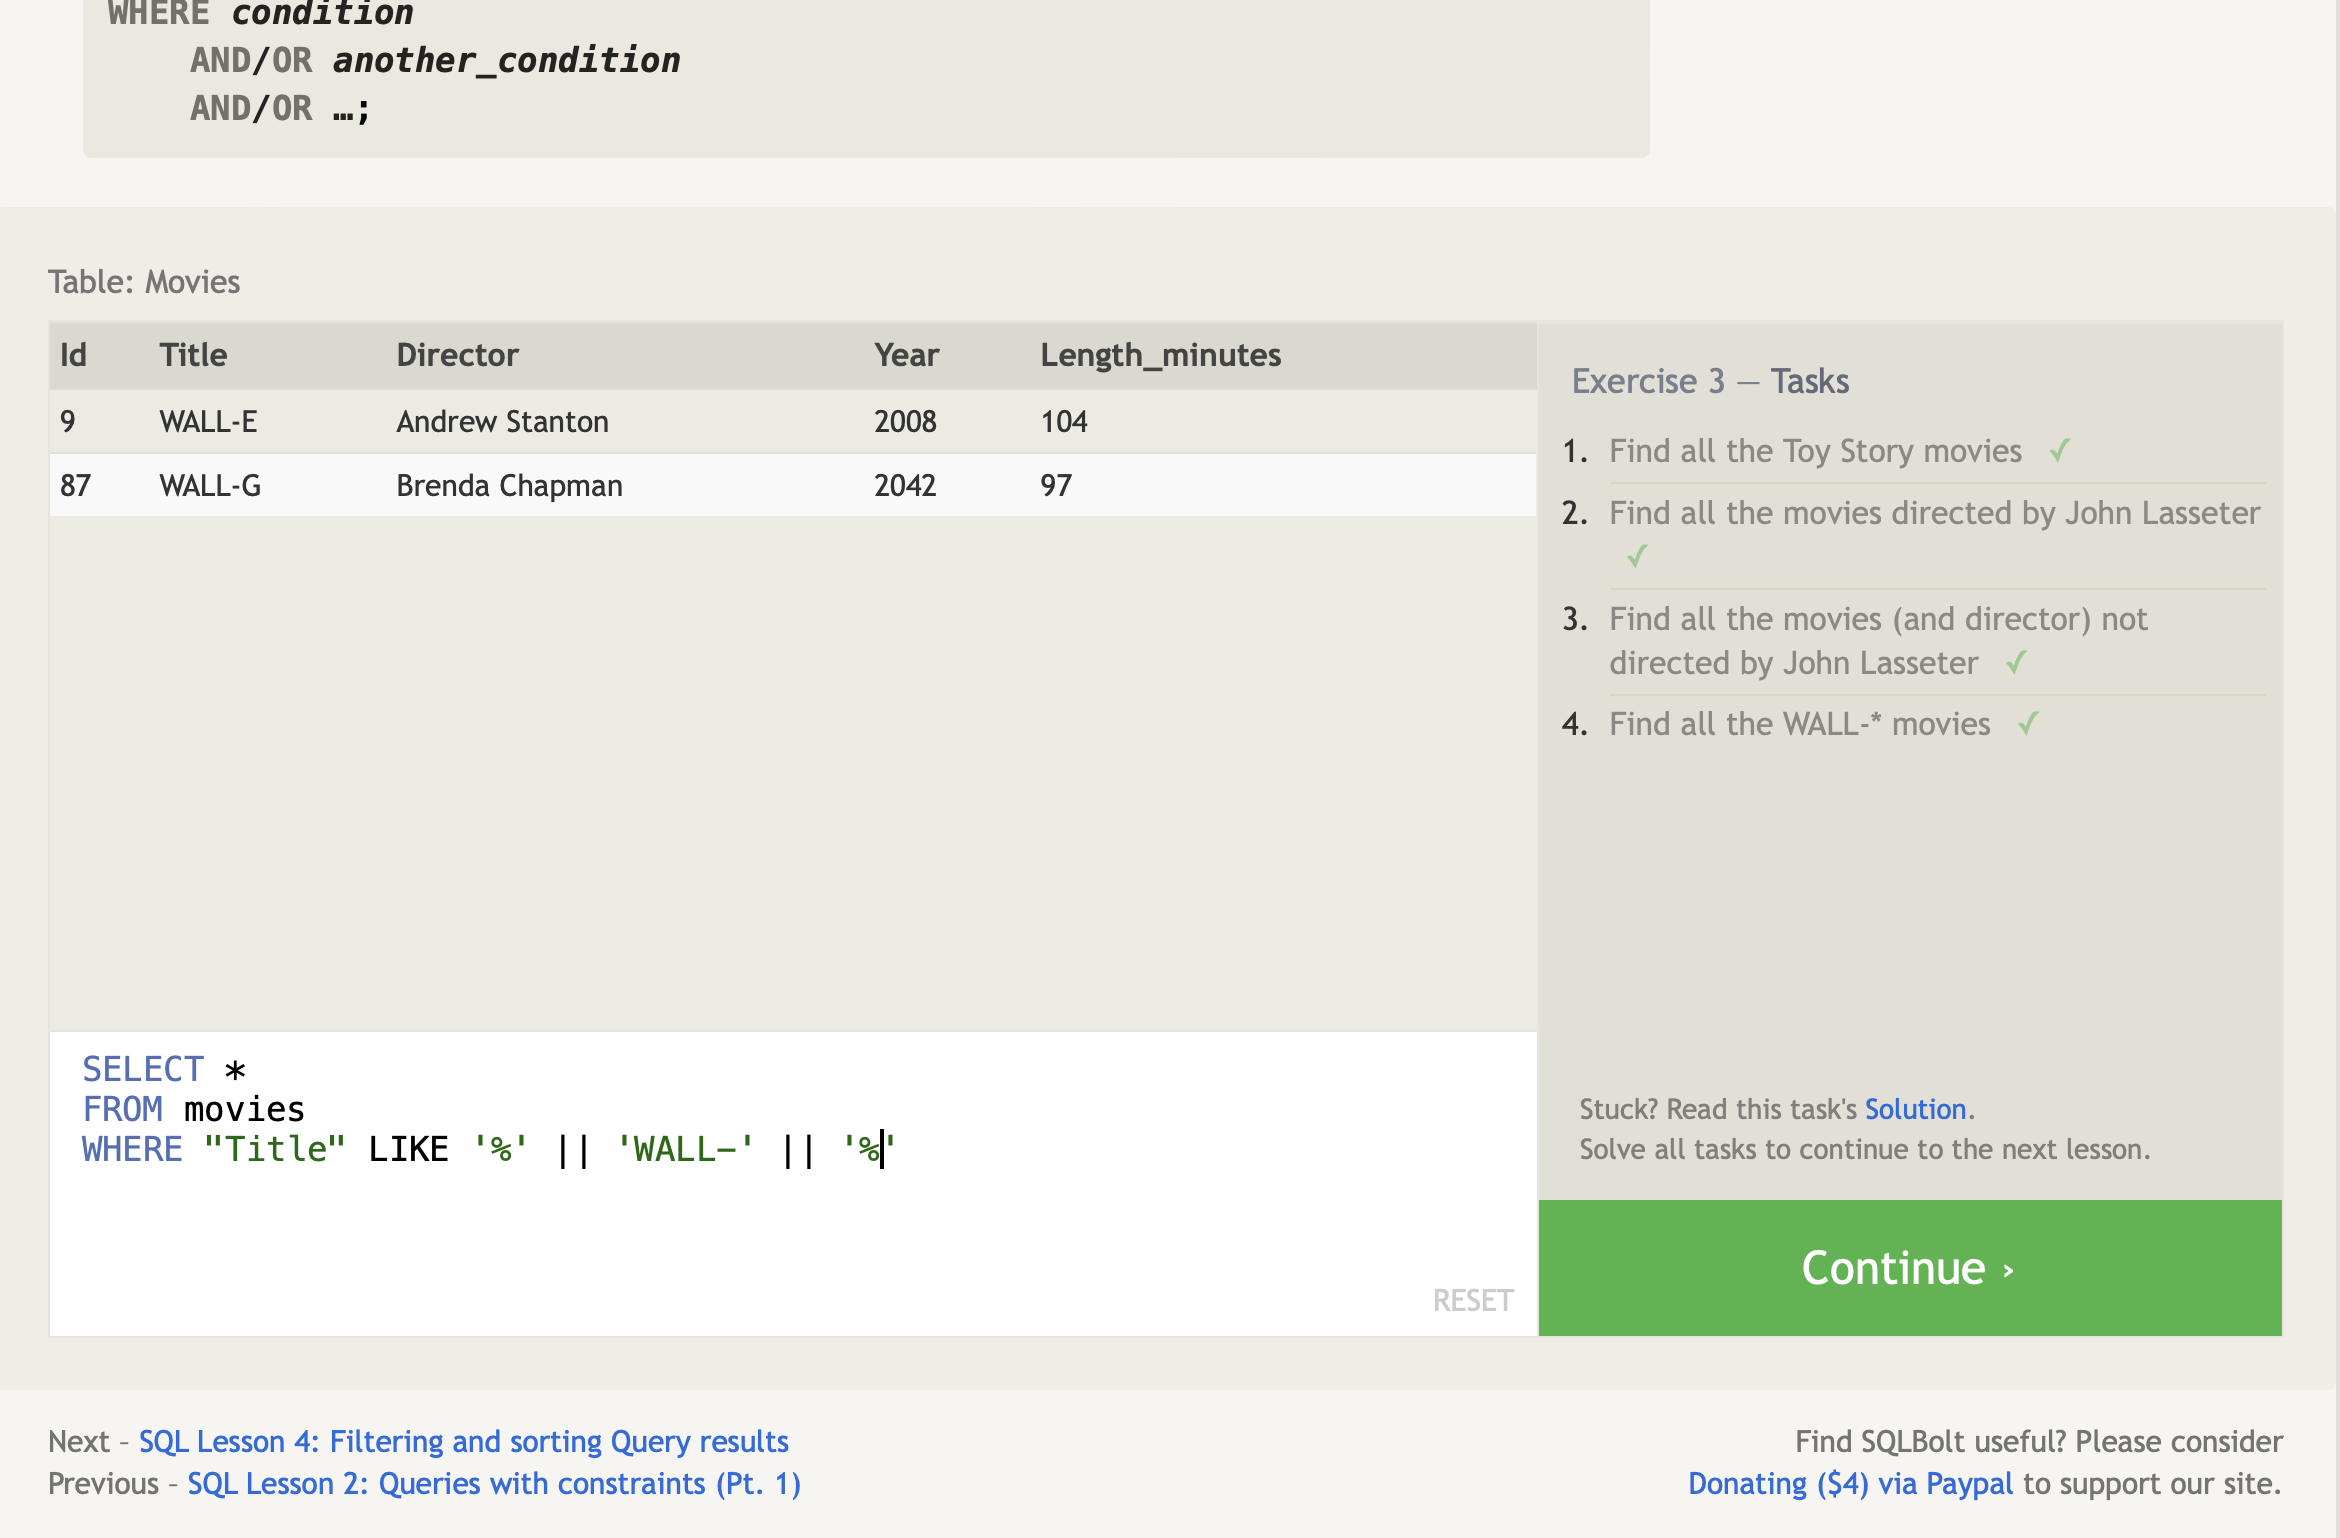 WHERE condition
AND/OR another_condition
AND/OR …;
Table: Movies
Id Title Director Year Length_minutes
9 WALL-E Andrew Stanton 2008 104
87 WALL-G Brenda Chapman 2042 97
SELECT *
FROM movies
WHERE "Title" LIKE '%' || 'WALL-' || '%'
RESET
Exercise 3 — Tasks
1. Find all the Toy Story movies ✓
2. Find all the movies directed by John Lasseter
✓
3. Find all the movies (and director) not
directed by John Lasseter ✓
4. Find all the WALL-* movies ✓
Stuck? Read this task's Solution.
Solve all tasks to continue to the next lesson.
Continue ›
Next – SQL Lesson 4: Filtering and sorting Query results
Previous – SQL Lesson 2: Queries with constraints (Pt. 1)
Find SQLBolt useful? Please consider
Donating ($4) via Paypal to support our site.